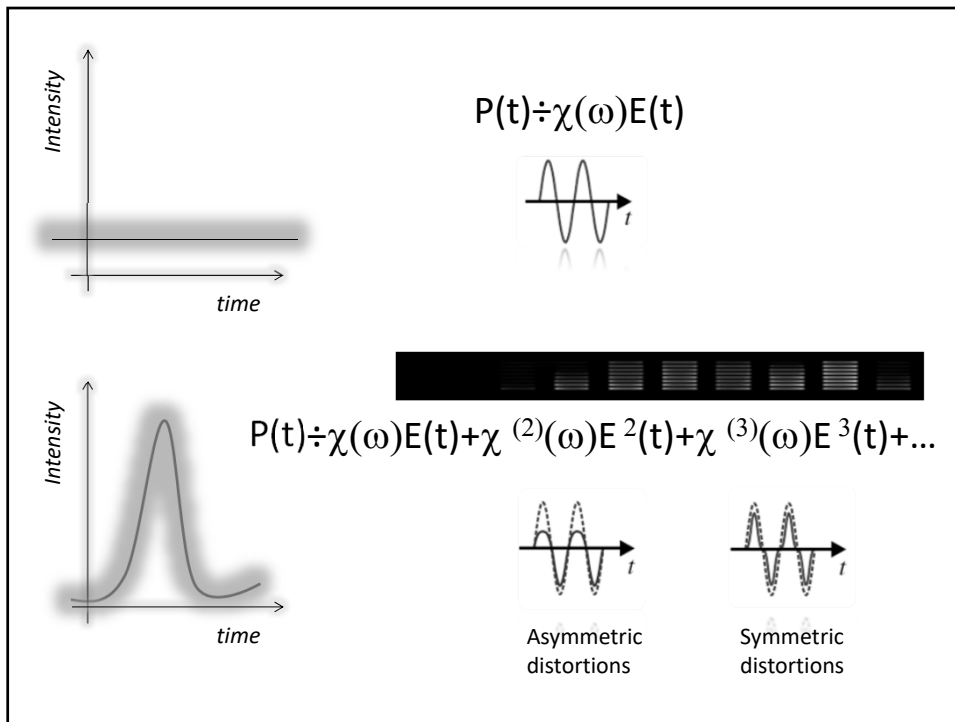 Intensity
time
P(t)÷χ(ω)E(t)
t
Intensity
time
P(t)÷χ(ω)E(t)+χ ⁽²⁾(ω)E ²(t)+χ ⁽³⁾(ω)E ³(t)+...
t
t
Asymmetric
distortions
Symmetric
distortions